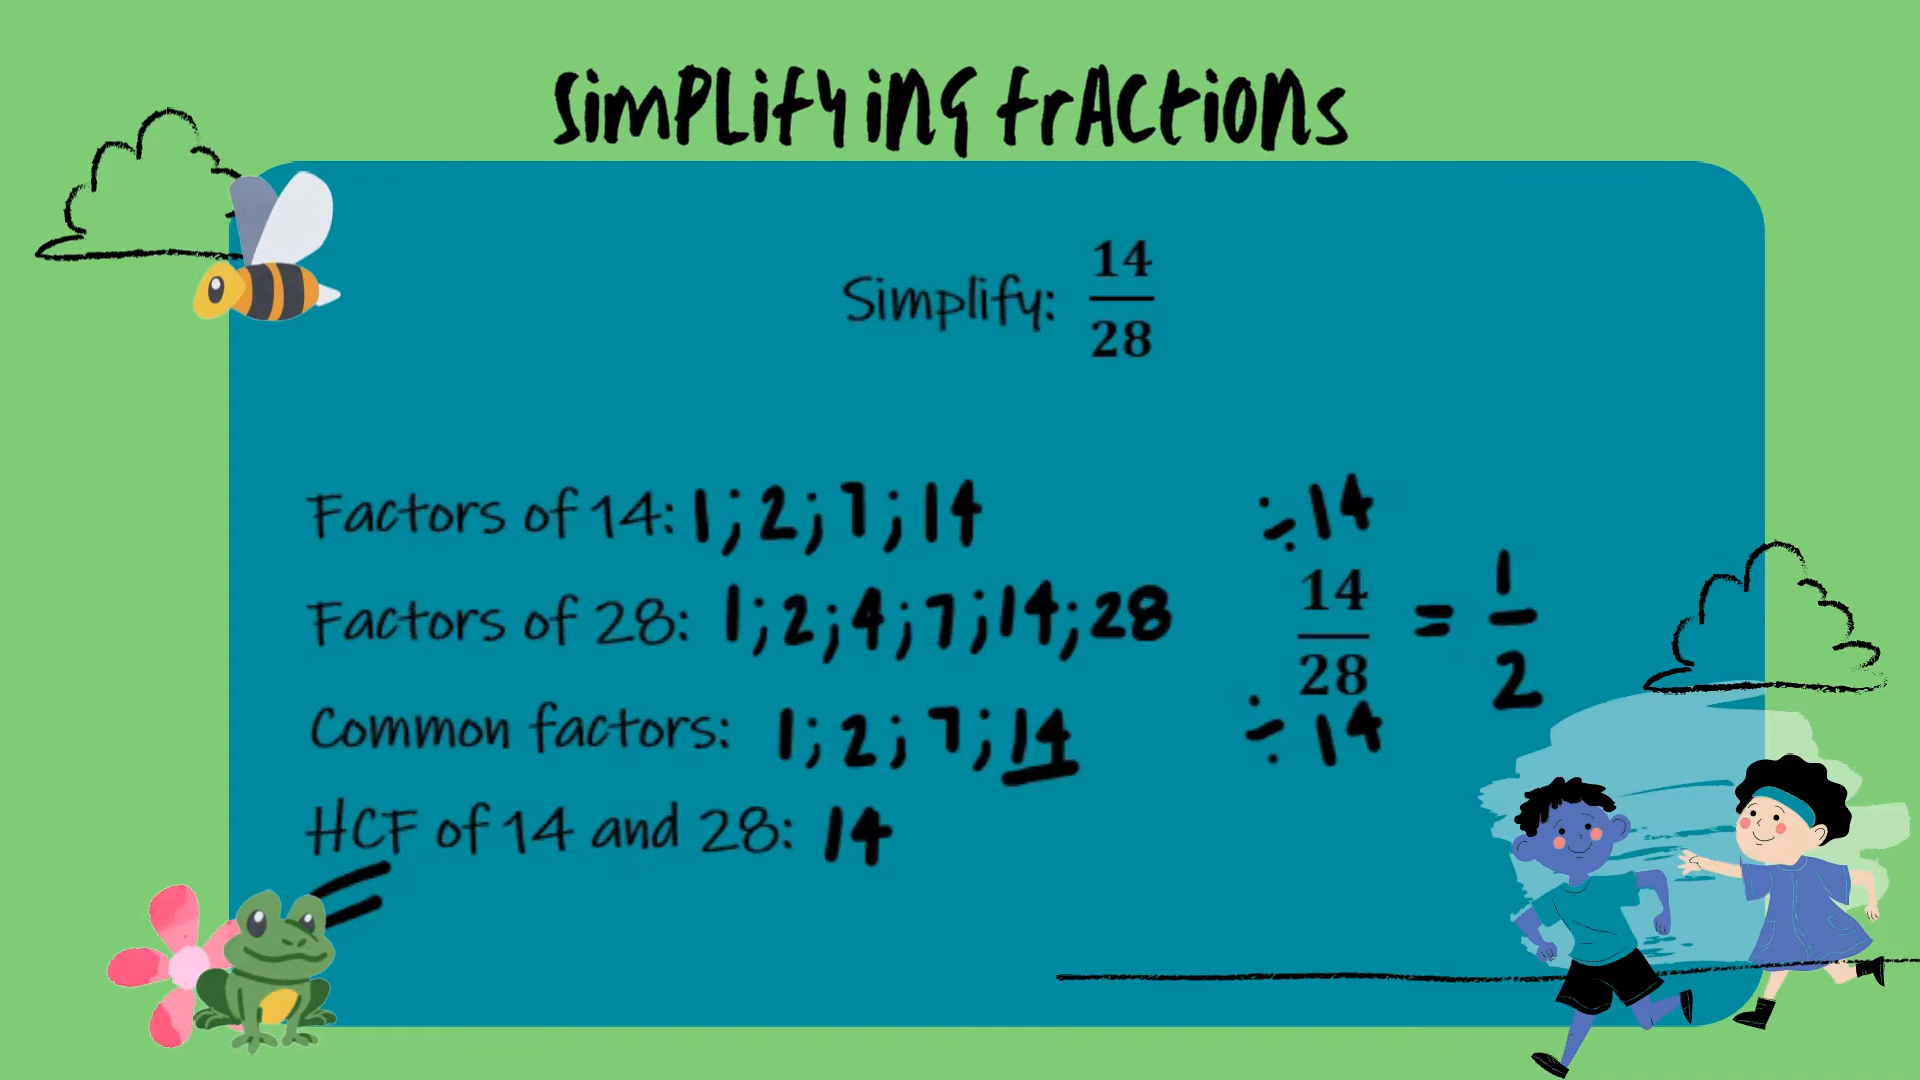 Simplifying fractions
Simplify: 14/28
Factors of 14: 1; 2; 7; 14
Factors of 28: 1; 2; 4; 7; 14; 28
Common factors: 1; 2; 7; 14
HCF of 14 and 28: 14
÷14
14/28 = 1/2
÷14